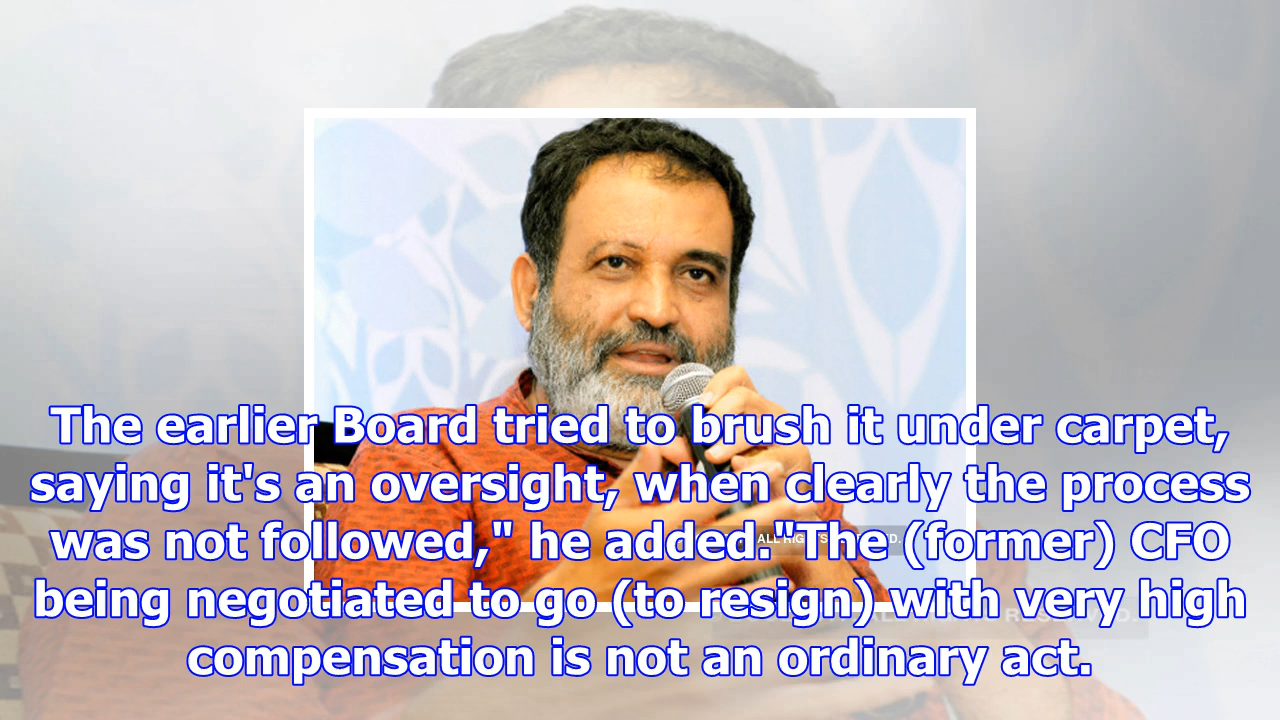 The earlier Board tried to brush it under carpet,
saying it's an oversight, when clearly the process
was not followed," he added."The (former) CFO
being negotiated to go (to resign) with very high
compensation is not an ordinary act.